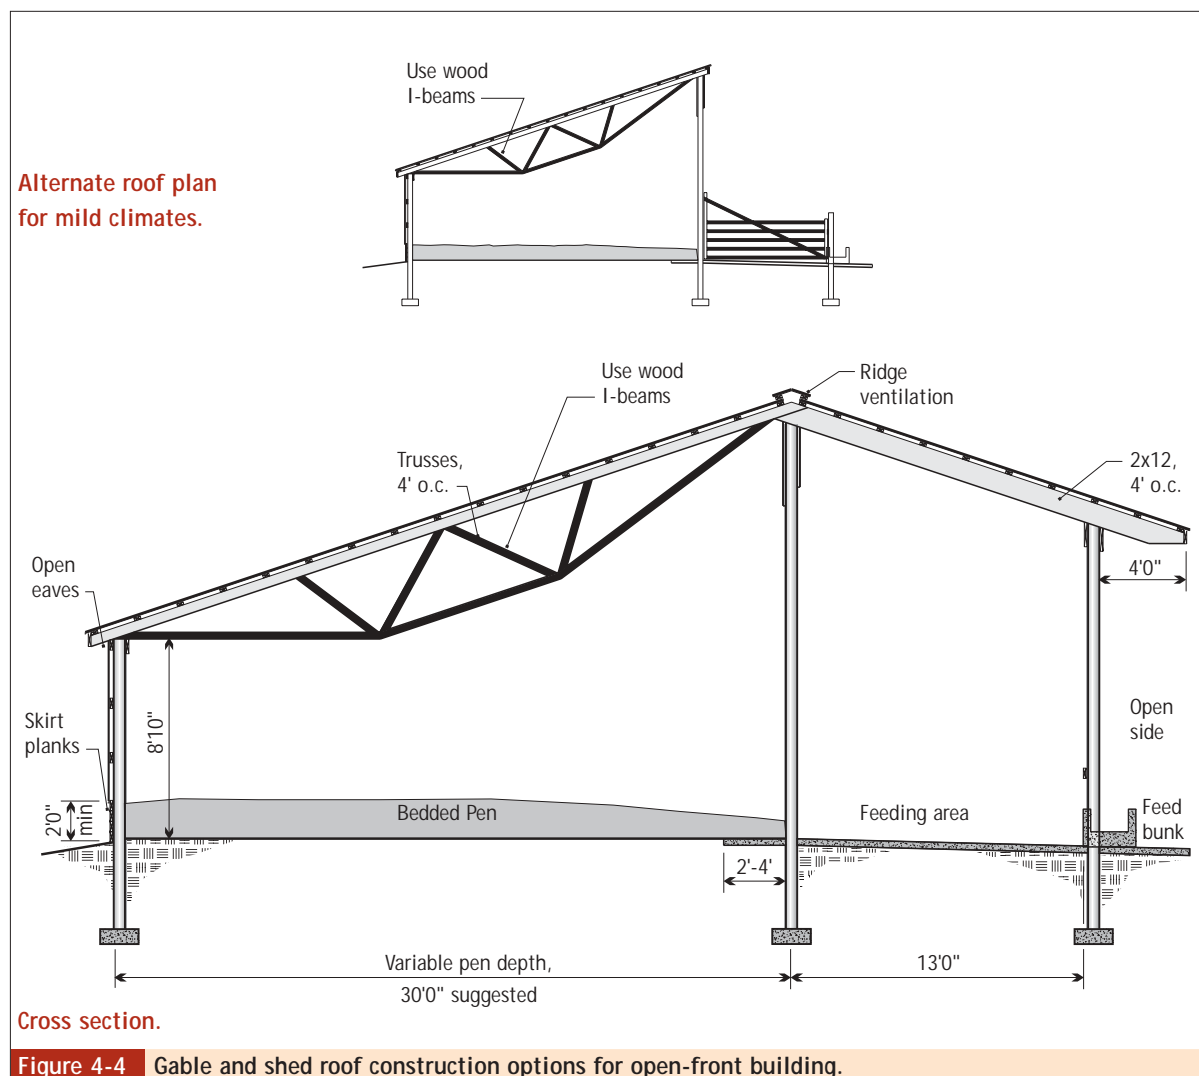 Use wood
I-beams
Alternate roof plan
for mild climates.
Use wood
I-beams
Ridge
ventilation
Trusses,
4' o.c.
2x12,
4' o.c.
Open
eaves
4'0"
8'10"
Skirt
planks
Open
side
2'0"
min
Bedded Pen
Feeding area
Feed
bunk
2'-4'
Variable pen depth,
30'0" suggested
13'0"
Cross section.
Figure 4-4 Gable and shed roof construction options for open-front building.